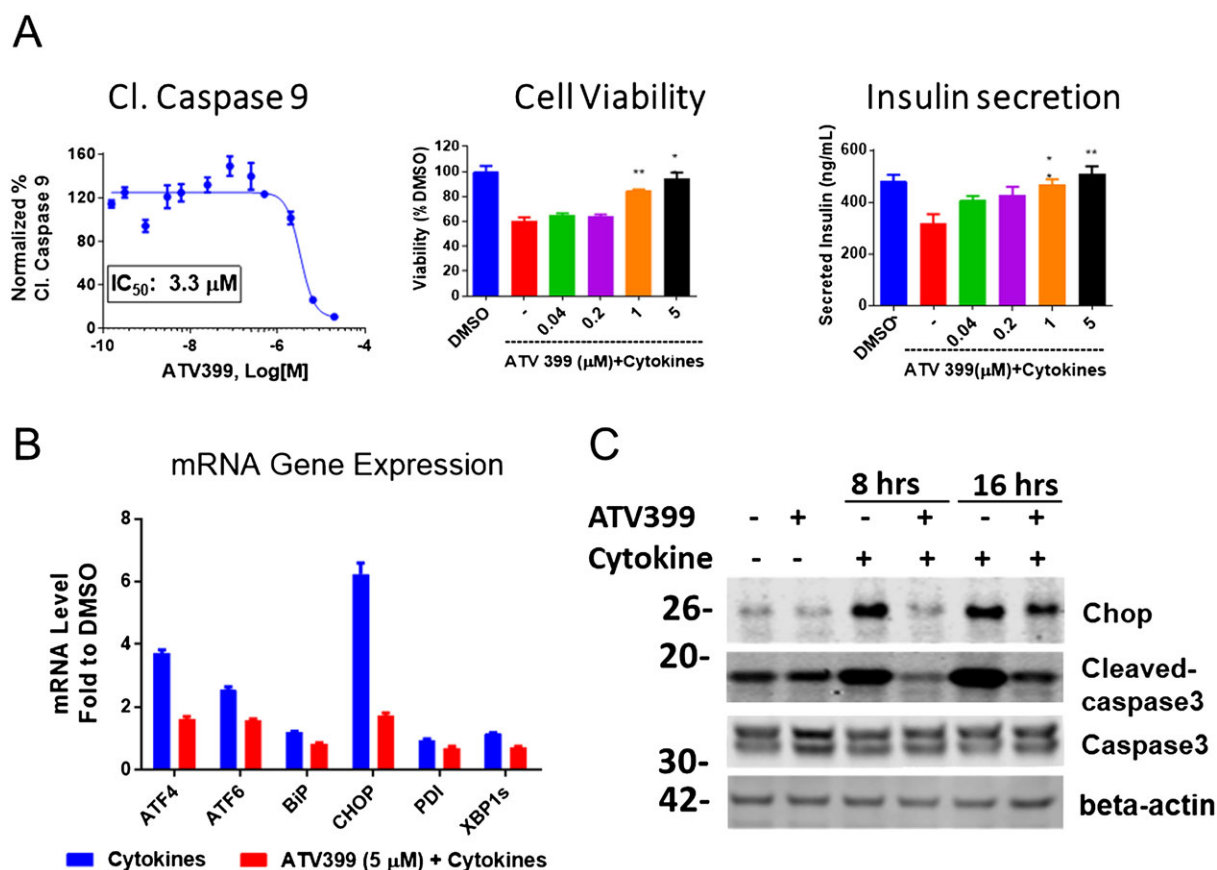 A
Cl. Caspase 9
Normalized %
Cl. Caspase 9
160
120
80
40
0
IC50: 3.3 μM
-10
-8
-6
-4
ATV399, Log[M]
Cell Viability
Viability (% DMSO)
120
100
80
60
40
20
0
**
*
DMSO
-
0.04
0.2
1
5
ATV 399 (μM)+Cytokines
Insulin secretion
Secreted Insulin (ng/mL)
600
400
200
0
*
*
**
DMSO
-
0.04
0.2
1
5
ATV 399(μM)+Cytokines
B
mRNA Gene Expression
mRNA Level
Fold to DMSO
8
6
4
2
0
ATF4
ATF6
BiP
CHOP
PDI
XBP1s
Cytokines
ATV399 (5 μM) + Cytokines
C
8 hrs
16 hrs
ATV399 - + - + - +
Cytokine - - + + + +
26-
Chop
20-
Cleaved-
caspase3
Caspase3
30-
42-
beta-actin